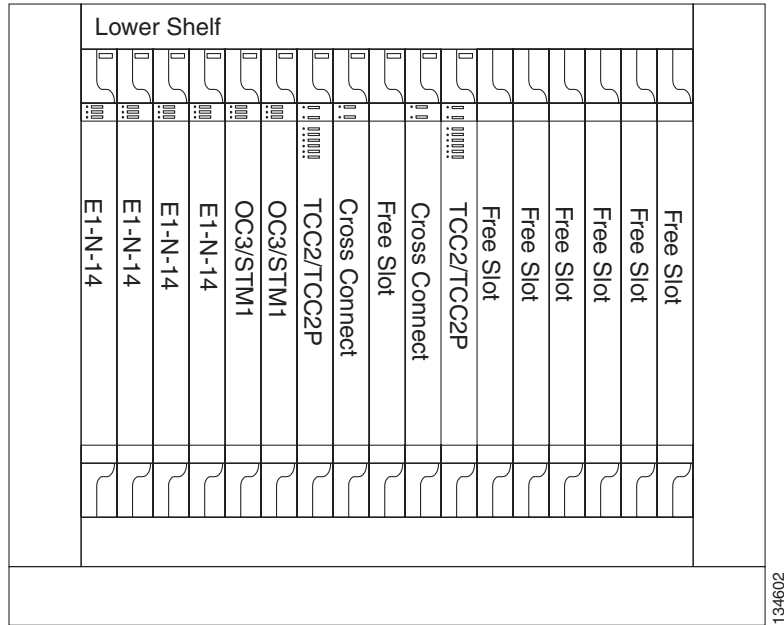 Lower Shelf
E1-N-14
E1-N-14
E1-N-14
E1-N-14
OC3/STM1
OC3/STM1
TCC2/TCC2P
Cross Connect
Free Slot
Cross Connect
TCC2/TCC2P
Free Slot
Free Slot
Free Slot
Free Slot
Free Slot
Free Slot
134602